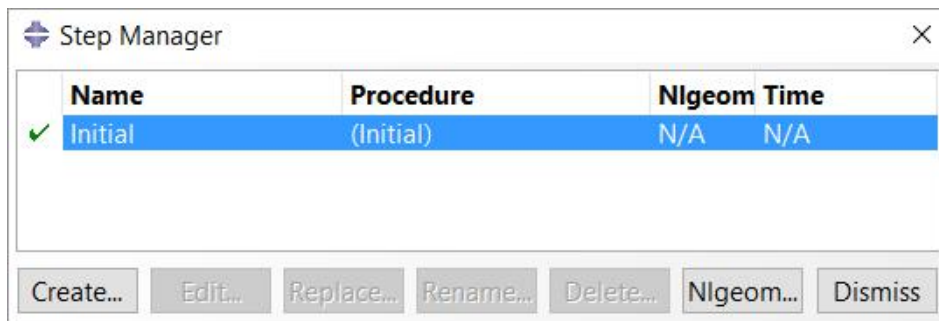 Step Manager
Name Procedure Nlgeom Time
Initial (Initial) N/A N/A
Create... Edit... Replace... Rename... Delete... Nlgeom... Dismiss